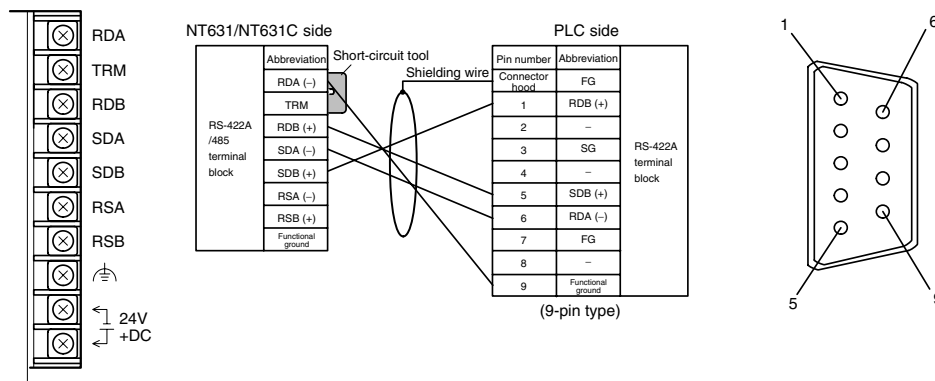 RDA
TRM
RDB
SDA
SDB
RSA
RSB
24V
+DC
NT631/NT631C side
Short-circuit tool
Abbreviation
RDA (–)
TRM
RDB (+)
SDA (–)
SDB (+)
RSA (–)
RSB (+)
Functional
ground
RS-422A
/485
terminal
block
Shielding wire
PLC side
Pin number Abbreviation
Connector
hood FG
1 RDB (+)
2 –
3 SG
4 –
5 SDB (+)
6 RDA (–)
7 FG
8 –
9 Functional
ground
RS-422A
terminal
block
(9-pin type)
1
6
5